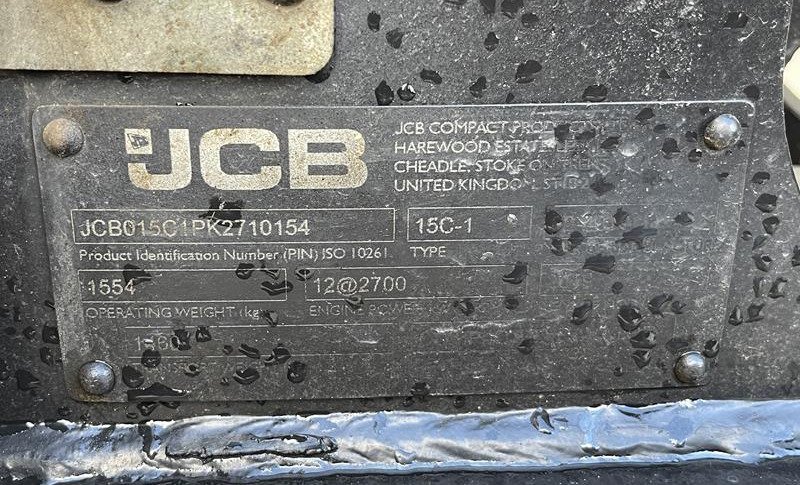 JCB
JCB COMPACT
HAREWOOD ESTATE
CHEADLE, STOKE ON
UNITED KINGDOM,
JCB015C1PK2710154
15C-1
Product Identification Number (PIN) ISO 10261
TYPE
1554
12@2700
OPERATING WEIGHT (kg)
ENGINE POWER